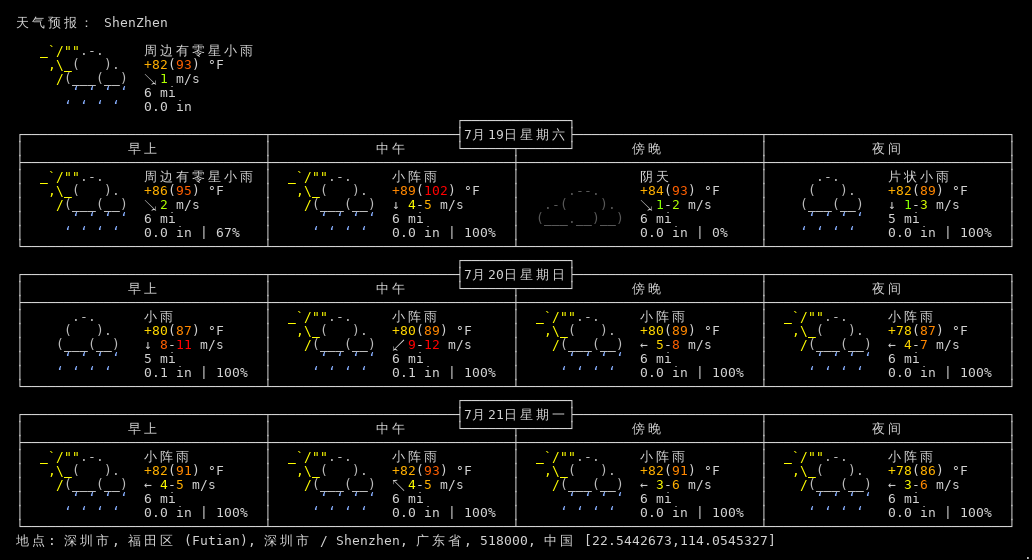 天气预报： ShenZhen
周边有零星小雨
+82(93) °F
↘1 m/s
6 mi
0.0 in
7月19日星期六
早上 中午 傍晚 夜间
周边有零星小雨 小阵雨 阴天 片状小雨
+86(95) °F +89(102) °F +84(93) °F +82(89) °F
↘2 m/s ↓ 4-5 m/s ↘1-2 m/s ↓ 1-3 m/s
6 mi 6 mi 6 mi 5 mi
0.0 in | 67% 0.0 in | 100% 0.0 in | 0% 0.0 in | 100%
7月20日星期日
早上 中午 傍晚 夜间
小雨 小阵雨 小阵雨 小阵雨
+80(87) °F +80(89) °F +80(89) °F +78(87) °F
↓ 8-11 m/s ↙9-12 m/s ← 5-8 m/s ← 4-7 m/s
5 mi 6 mi 6 mi 6 mi
0.1 in | 100% 0.1 in | 100% 0.0 in | 100% 0.0 in | 100%
7月21日星期一
早上 中午 傍晚 夜间
小阵雨 小阵雨 小阵雨 小阵雨
+82(91) °F +82(93) °F +82(91) °F +78(86) °F
← 4-5 m/s ↖4-5 m/s ← 3-6 m/s ← 3-6 m/s
6 mi 6 mi 6 mi 6 mi
0.0 in | 100% 0.0 in | 100% 0.0 in | 100% 0.0 in | 100%
地点: 深圳市, 福田区 (Futian), 深圳市 / Shenzhen, 广东省, 518000, 中国 [22.5442673,114.0545327]